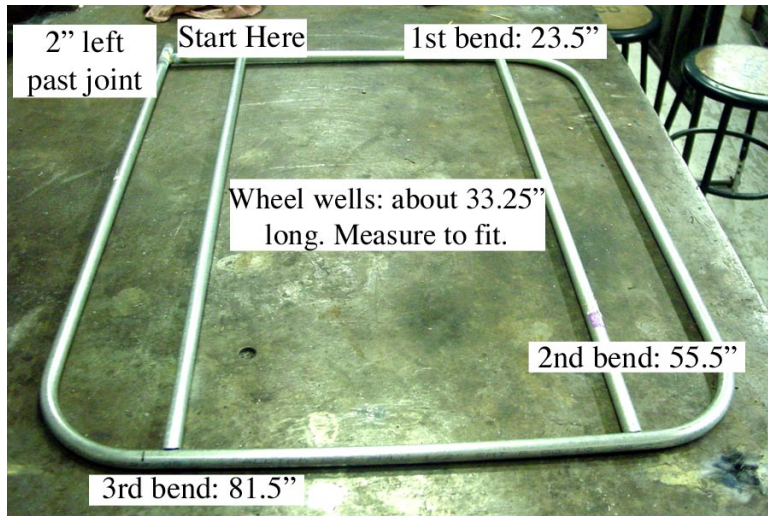 2” left
past joint
Start Here
1st bend: 23.5”
Wheel wells: about 33.25”
long. Measure to fit.
2nd bend: 55.5”
3rd bend: 81.5”